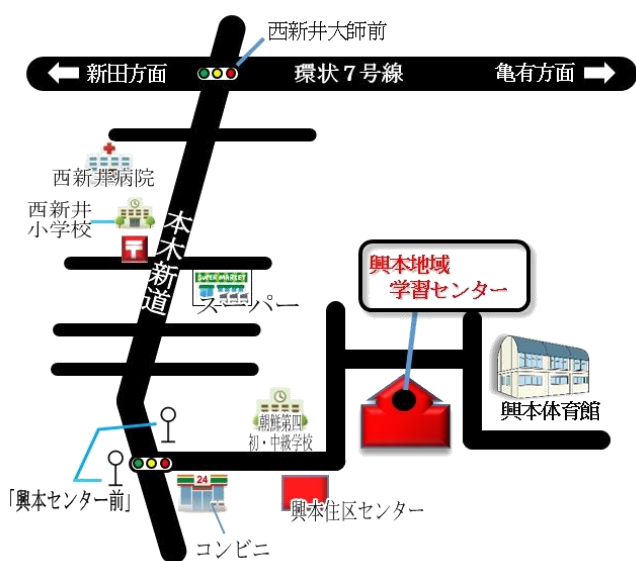 西新井大師前
新田方面
環状７号線
亀有方面
西新井病院
西新井
小学校
〒
本木新道
SUPER MARKET
スーパー
興本地域
学習センター
興本体育館
朝鮮第四
初・中級学校
「興本センター前」
24
興本住区センター
コンビニ